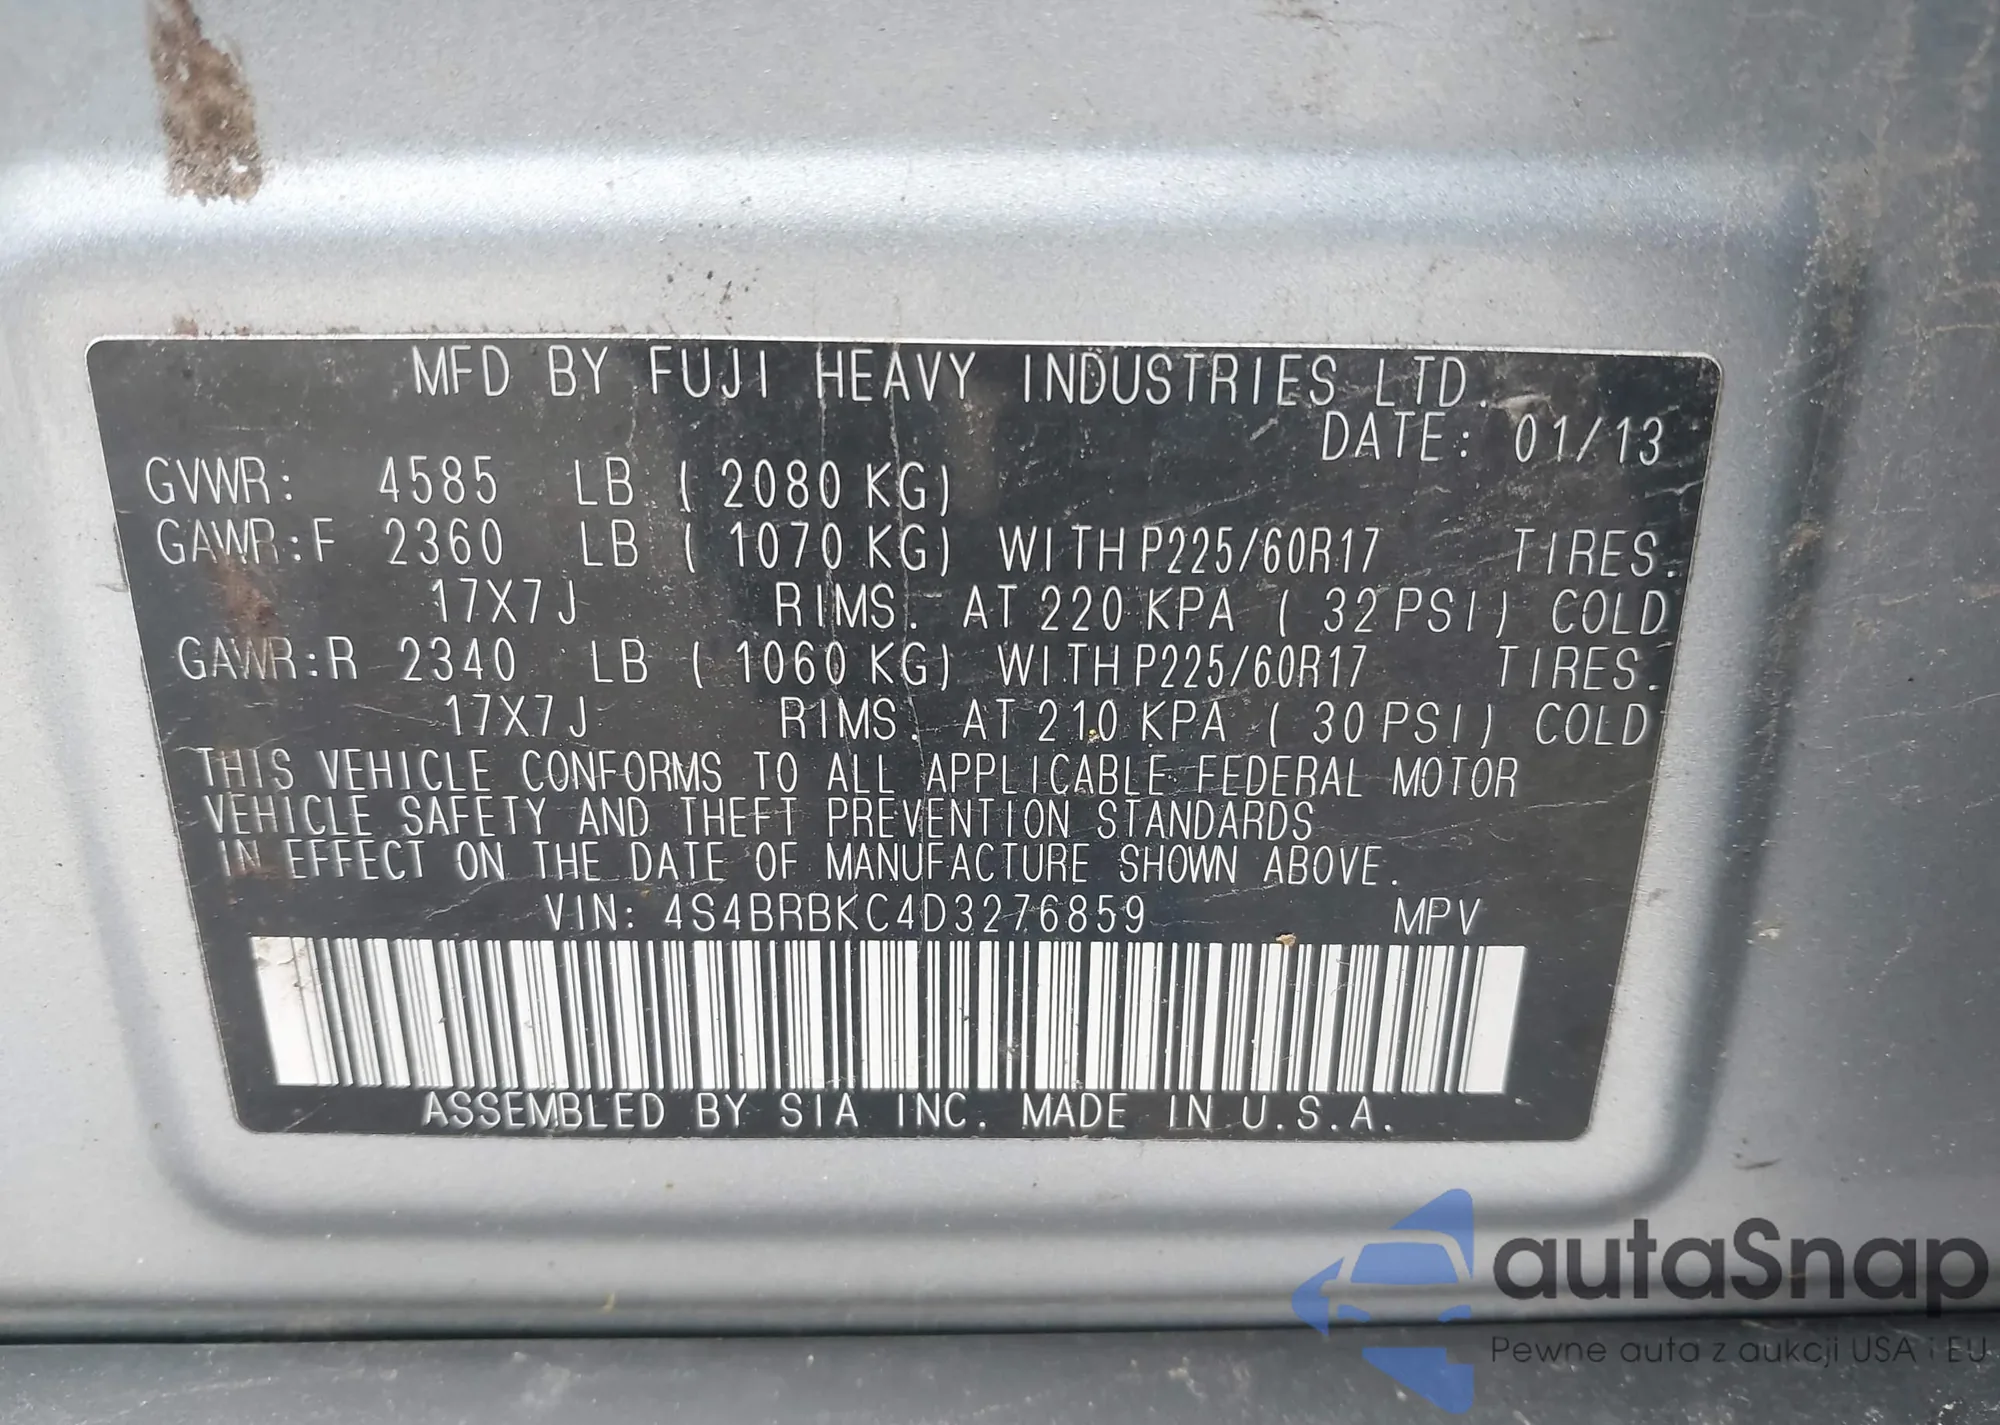 MFD BY FUJI HEAVY INDUSTRIES LTD.
DATE: 01/13
GVWR: 4585 LB ( 2080 KG)
GAWR:F 2360 LB ( 1070 KG) WITH P225/60R17 TIRES.
17X7J RIMS. AT 220 KPA ( 32 PSI) COLD
GAWR:R 2340 LB ( 1060 KG) WITH P225/60R17 TIRES.
17X7J RIMS. AT 210 KPA ( 30 PSI) COLD
THIS VEHICLE CONFORMS TO ALL APPLICABLE FEDERAL MOTOR
VEHICLE SAFETY AND THEFT PREVENTION STANDARDS
IN EFFECT ON THE DATE OF MANUFACTURE SHOWN ABOVE.
VIN: 4S4BRBKC4D3276859 MPV
ASSEMBLED BY SIA INC. MADE IN U.S.A.
autaSnap
Pewne auta z aukcji USA i EU